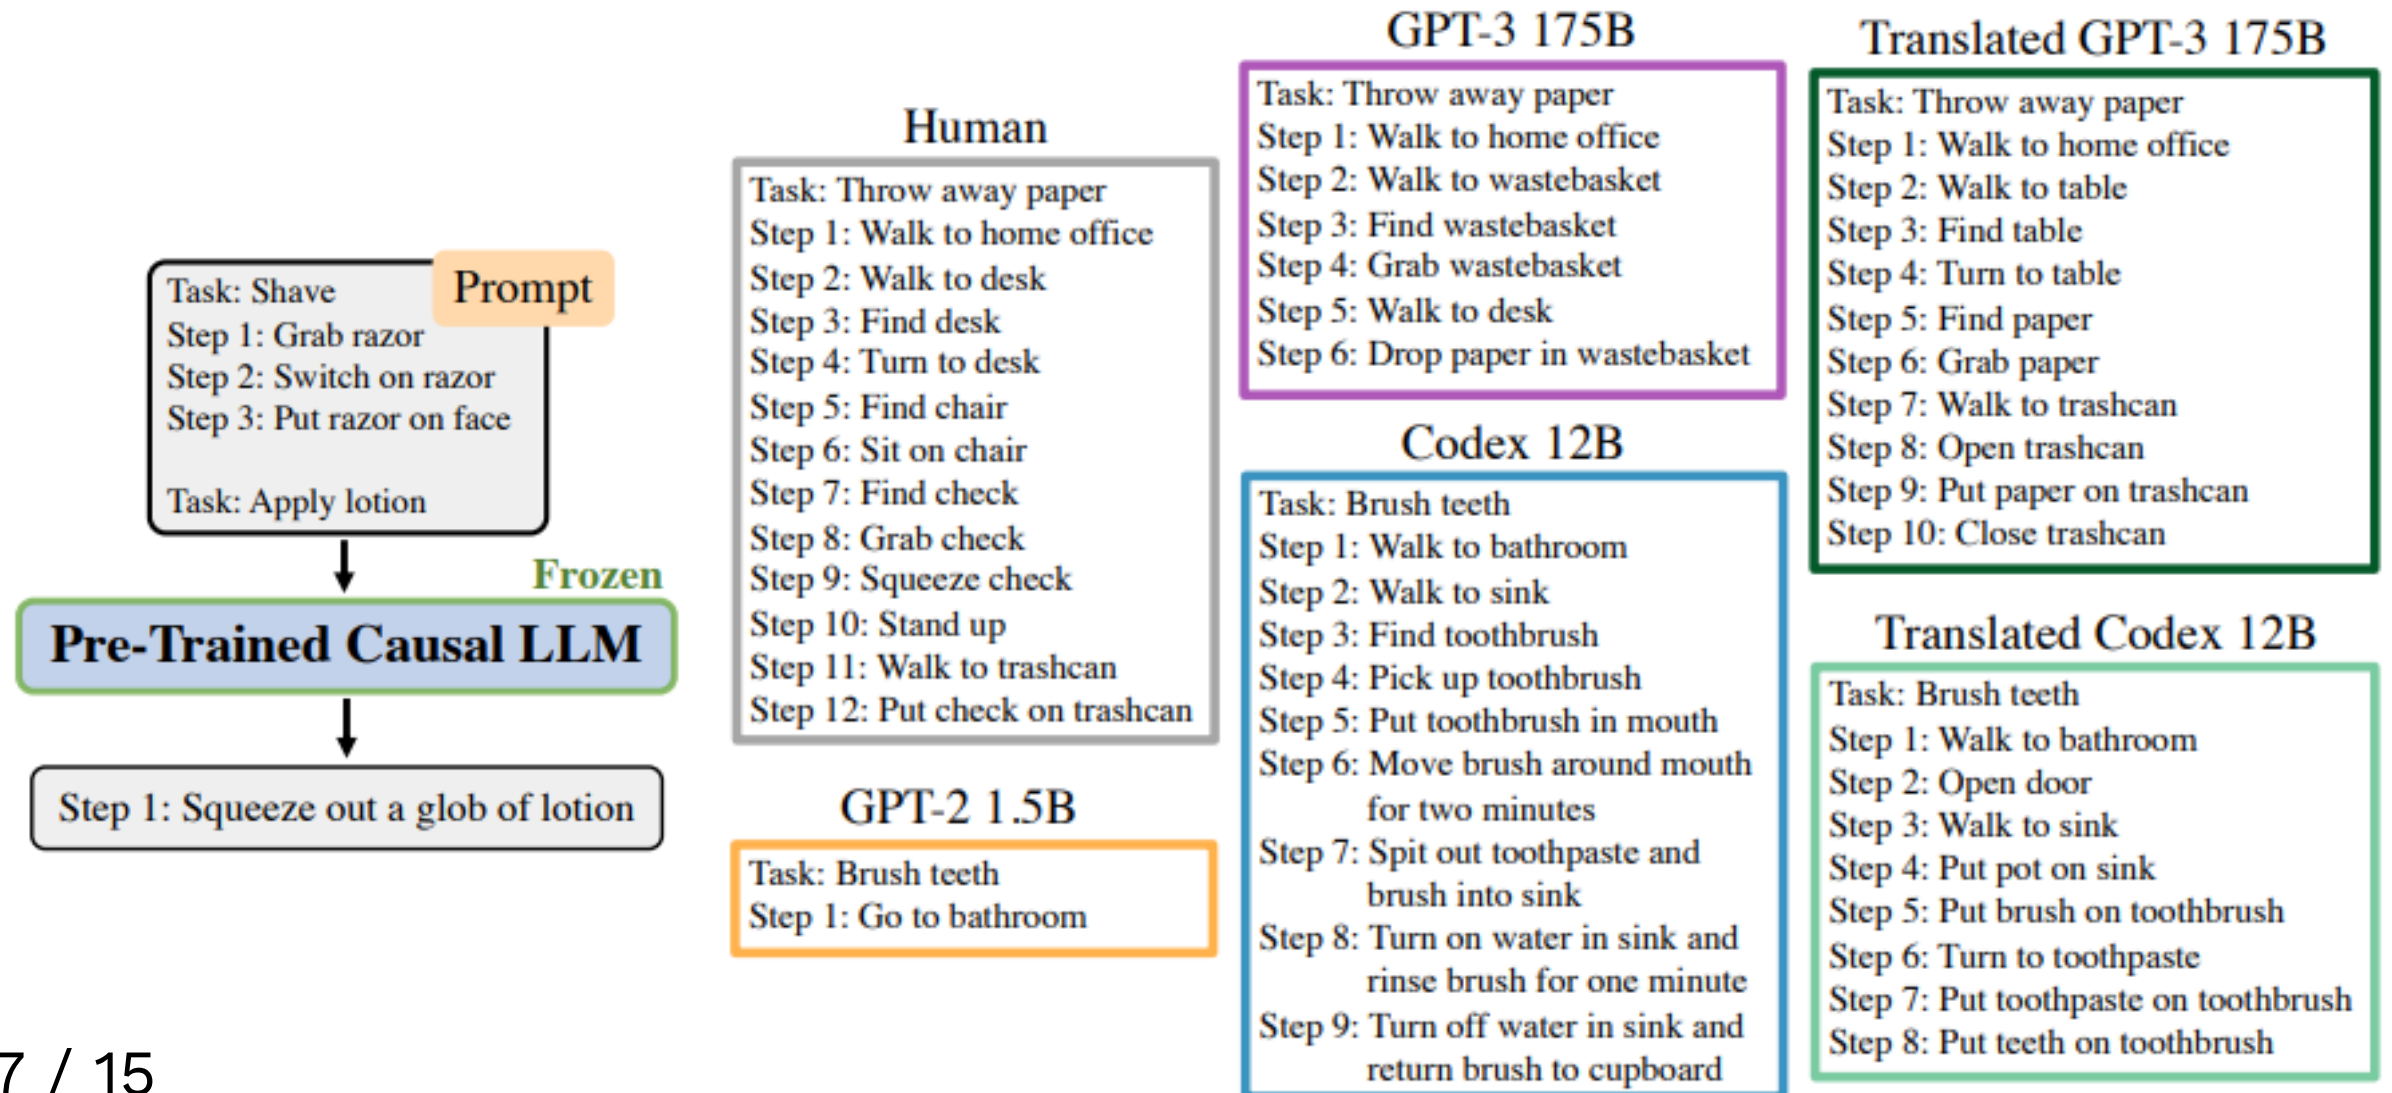 Prompt
Task: Shave
Step 1: Grab razor
Step 2: Switch on razor
Step 3: Put razor on face
Task: Apply lotion
Frozen
Pre-Trained Causal LLM
Step 1: Squeeze out a glob of lotion
Human
Task: Throw away paper
Step 1: Walk to home office
Step 2: Walk to desk
Step 3: Find desk
Step 4: Turn to desk
Step 5: Find chair
Step 6: Sit on chair
Step 7: Find check
Step 8: Grab check
Step 9: Squeeze check
Step 10: Stand up
Step 11: Walk to trashcan
Step 12: Put check on trashcan
GPT-2 1.5B
Task: Brush teeth
Step 1: Go to bathroom
GPT-3 175B
Task: Throw away paper
Step 1: Walk to home office
Step 2: Walk to wastebasket
Step 3: Find wastebasket
Step 4: Grab wastebasket
Step 5: Walk to desk
Step 6: Drop paper in wastebasket
Codex 12B
Task: Brush teeth
Step 1: Walk to bathroom
Step 2: Walk to sink
Step 3: Find toothbrush
Step 4: Pick up toothbrush
Step 5: Put toothbrush in mouth
Step 6: Move brush around mouth
for two minutes
Step 7: Spit out toothpaste and
brush into sink
Step 8: Turn on water in sink and
rinse brush for one minute
Step 9: Turn off water in sink and
return brush to cupboard
Translated GPT-3 175B
Task: Throw away paper
Step 1: Walk to home office
Step 2: Walk to table
Step 3: Find table
Step 4: Turn to table
Step 5: Find paper
Step 6: Grab paper
Step 7: Walk to trashcan
Step 8: Open trashcan
Step 9: Put paper on trashcan
Step 10: Close trashcan
Translated Codex 12B
Task: Brush teeth
Step 1: Walk to bathroom
Step 2: Open door
Step 3: Walk to sink
Step 4: Put pot on sink
Step 5: Put brush on toothbrush
Step 6: Turn to toothpaste
Step 7: Put toothpaste on toothbrush
Step 8: Put teeth on toothbrush
7 / 15